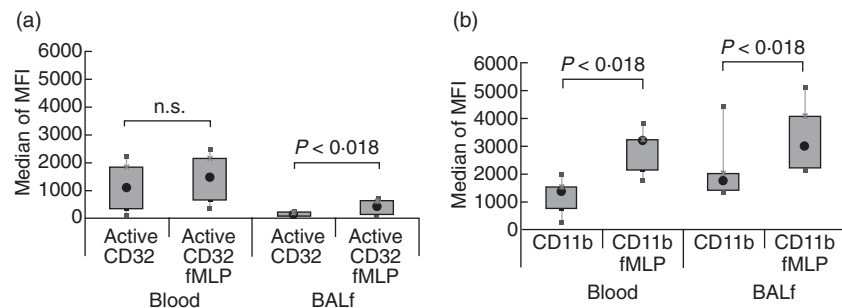 (a)
Median of MFI
6000
5000
4000
3000
2000
1000
0
n.s.
P < 0·018
Active
CD32
Active
CD32
fMLP
Active
CD32
Active
CD32
fMLP
Blood
BALf
(b)
Median of MFI
6000
5000
4000
3000
2000
1000
0
P < 0·018
P < 0·018
CD11b
CD11b
fMLP
CD11b
CD11b
fMLP
Blood
BALf